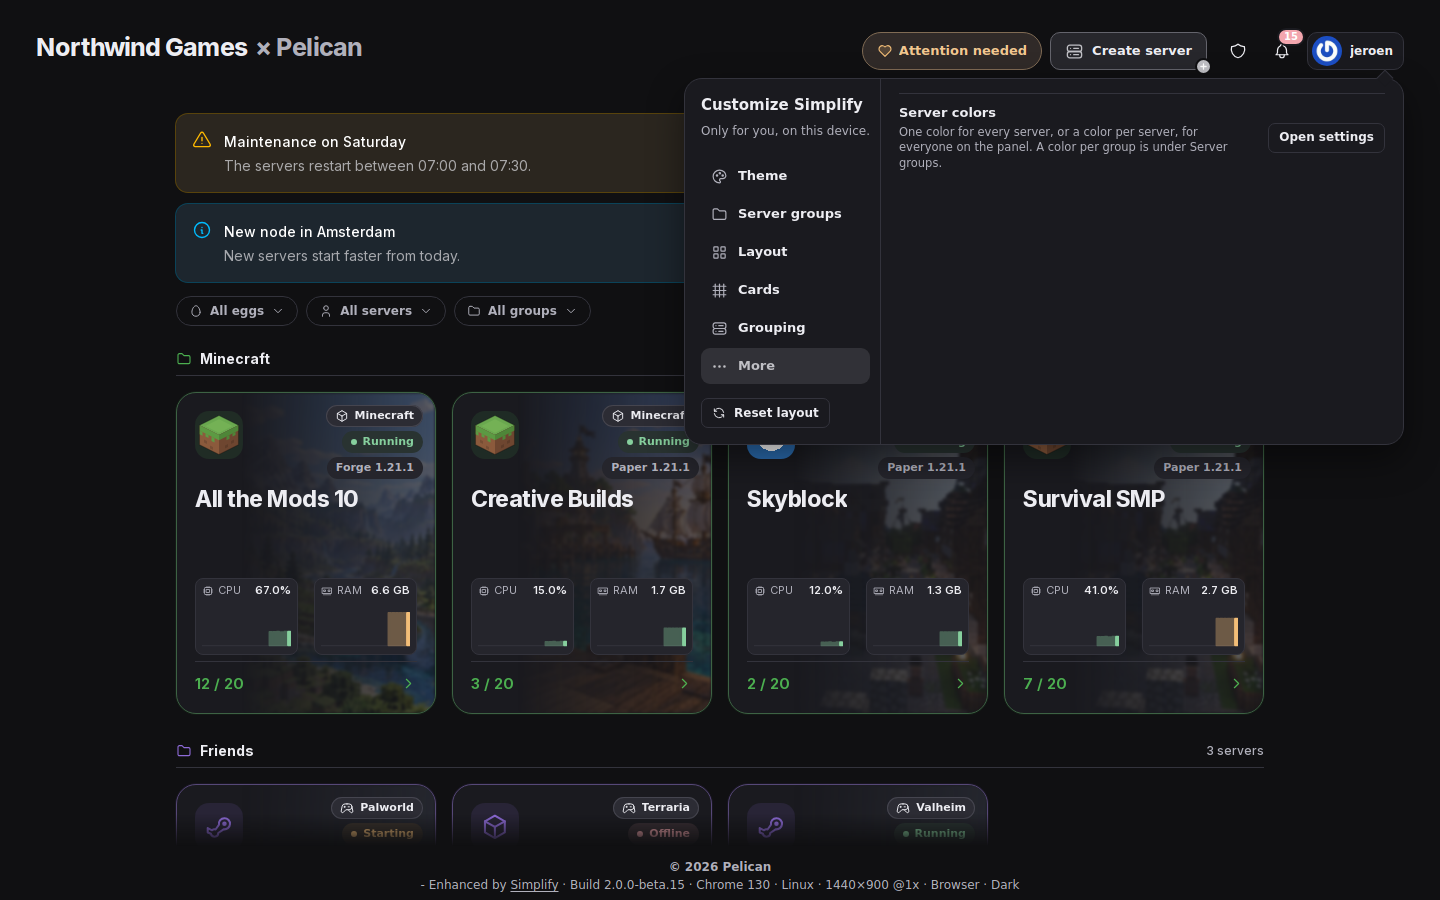 Northwind Games × Pelican
Attention needed
Create server
15
jeroen
Customize Simplify
Only for you, on this device.
Theme
Server groups
Layout
Cards
Grouping
More
Reset layout
Server colors
One color for every server, or a color per server, for
everyone on the panel. A color per group is under Server
groups.
Open settings
Maintenance on Saturday
The servers restart between 07:00 and 07:30.
New node in Amsterdam
New servers start faster from today.
All eggs
All servers
All groups
Minecraft
Minecraft
Running
Forge 1.21.1
All the Mods 10
CPU 67.0%
RAM 6.6 GB
12 / 20
Minecraf
Running
Paper 1.21.1
Creative Builds
CPU 15.0%
RAM 1.7 GB
3 / 20
Paper 1.21.1
Skyblock
CPU 12.0%
RAM 1.3 GB
2 / 20
Paper 1.21.1
Survival SMP
CPU 41.0%
RAM 2.7 GB
7 / 20
Friends
3 servers
Palworld
Starting
Terraria
Offline
Valheim
Running
© 2026 Pelican
- Enhanced by Simplify · Build 2.0.0-beta.15 · Chrome 130 · Linux · 1440×900 @1x · Browser · Dark